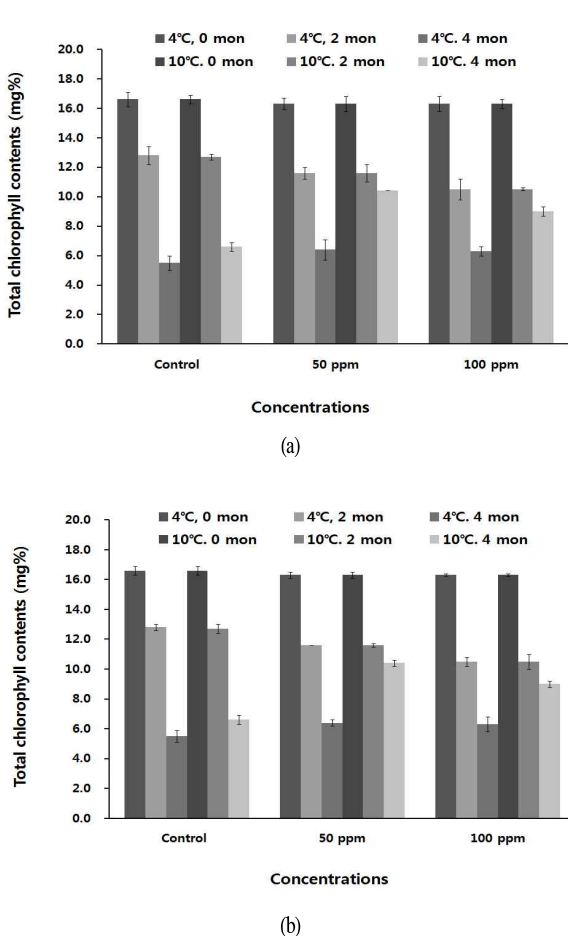 4℃, 0 mon 4℃, 2 mon 4℃. 4 mon
10℃. 0 mon 10℃. 2 mon 10℃. 4 mon
Total chlorophyll contents (mg%)
20.0
18.0
16.0
14.0
12.0
10.0
8.0
6.0
4.0
2.0
0.0
Control 50 ppm 100 ppm
Concentrations
(a)
4℃, 0 mon 4℃, 2 mon 4℃. 4 mon
10℃. 0 mon 10℃. 2 mon 10℃. 4 mon
Total chlorophyll contents (mg%)
20.0
18.0
16.0
14.0
12.0
10.0
8.0
6.0
4.0
2.0
0.0
Control 50 ppm 100 ppm
Concentrations
(b)